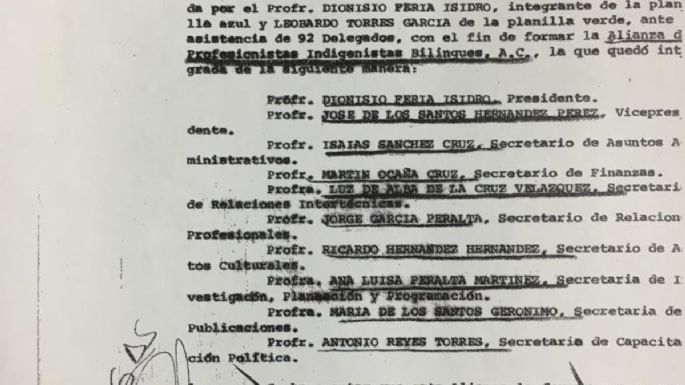 da por el Profr. DIONISIO FERIA ISIDRO, integrante de la plan
lla azul y LEOBARDO TORRES GARCIA de la planilla verde, ante
asistencia de 92 Delegados, con el fin de formar la Alianza d
Profesionistas Indigenistas Bilingues, A.C., la que quedó int
grada de la siguiente manera:
Profr. DIONISIO FERIA ISIDRO, Presidente.
Profr. JOSE DE LOS SANTOS HERNANDEZ PEREZ, Vicepres
dente.
Profr. ISAIAS SANCHEZ CRUZ, Secretario de Asuntos A
ministrativos.
Profr. MARTIN OCAÑA CRUZ, Secretario de Finanzas.
Profra. LUZ DE ALBA DE LA CRUZ VELAZQUEZ, Secretari
de Relaciones Intertécnicas.
Profr. JORGE GARCIA PERALTA, Secretario de Relacion
Profesionales.
Profr. RICARDO HERNANDEZ HERNANDEZ, Secretario de A
tos Culturales.
Profra. ANA LUISA PERALTA MARTINEZ, Secretaria de I
vestigación, Planeación y Programación.
Profra. MARIA DE LOS SANTOS GERONIMO, Secretaria de
Publicaciones.
Profr. ANTONIO REYES TORRES, Secretario de Capacita
ción Política.